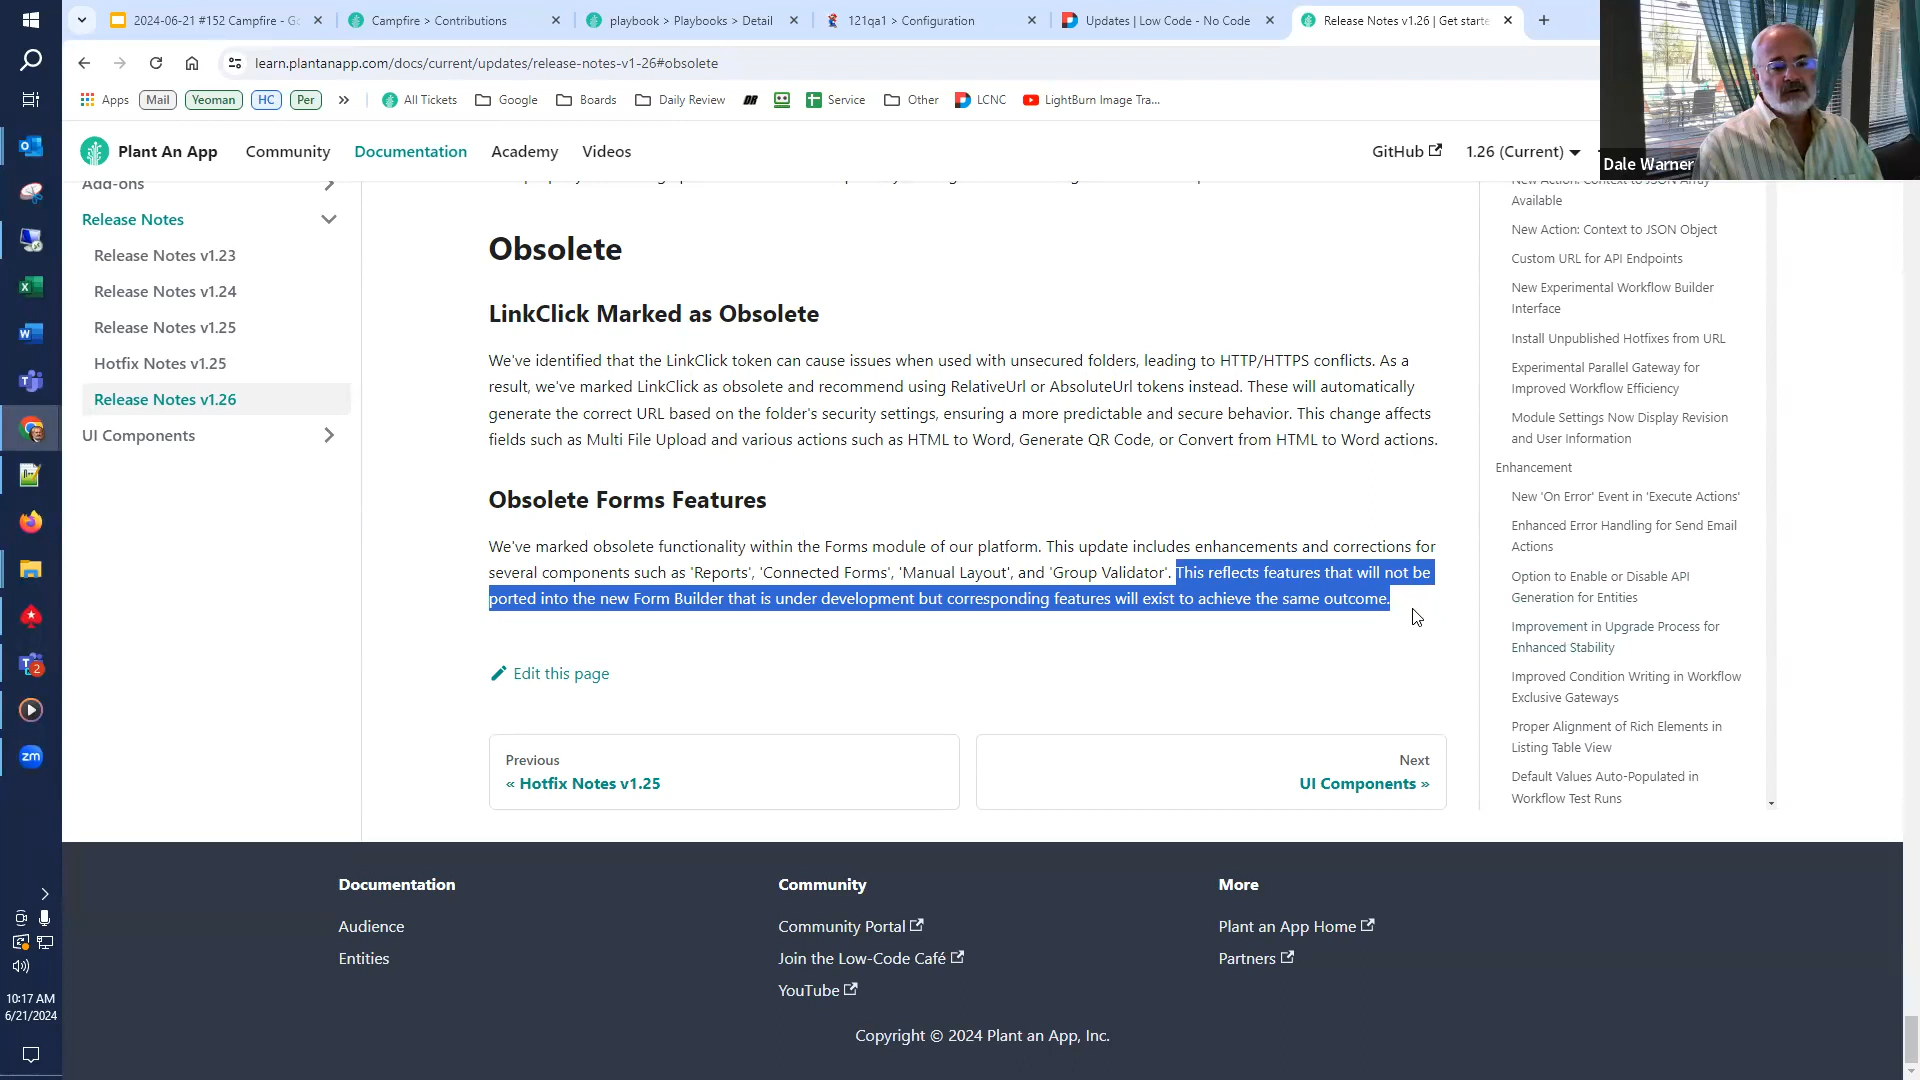 2024-06-21 #152 Campfire - Go
Campfire > Contributions
playbook > Playbooks > Detail
121qa1 > Configuration
Updates | Low Code - No Code
Release Notes v1.26 | Get starte
learn.plantanapp.com/docs/current/updates/release-notes-v1-26#obsolete
Apps
Mail
Yeoman
HC
Per
All Tickets
Google
Boards
Daily Review
Service
Other
LCNC
LightBurn Image Tra...
Dale Warner
Plant An App
Community
Documentation
Academy
Videos
GitHub
1.26 (Current)
Add-ons
Release Notes
Release Notes v1.23
Release Notes v1.24
Release Notes v1.25
Hotfix Notes v1.25
Release Notes v1.26
UI Components
Obsolete
LinkClick Marked as Obsolete
We've identified that the LinkClick token can cause issues when used with unsecured folders, leading to HTTP/HTTPS conflicts. As a
result, we've marked LinkClick as obsolete and recommend using RelativeUrl or AbsoluteUrl tokens instead. These will automatically
generate the correct URL based on the folder's security settings, ensuring a more predictable and secure behavior. This change affects
fields such as Multi File Upload and various actions such as HTML to Word, Generate QR Code, or Convert from HTML to Word actions.
Obsolete Forms Features
We've marked obsolete functionality within the Forms module of our platform. This update includes enhancements and corrections for
several components such as 'Reports', 'Connected Forms', 'Manual Layout', and 'Group Validator'. This reflects features that will not be
ported into the new Form Builder that is under development but corresponding features will exist to achieve the same outcome.
Edit this page
Previous
« Hotfix Notes v1.25
Next
UI Components »
New Action: Context to JSON Array
Available
New Action: Context to JSON Object
Custom URL for API Endpoints
New Experimental Workflow Builder
Interface
Install Unpublished Hotfixes from URL
Experimental Parallel Gateway for
Improved Workflow Efficiency
Module Settings Now Display Revision
and User Information
Enhancement
New 'On Error' Event in 'Execute Actions'
Enhanced Error Handling for Send Email
Actions
Option to Enable or Disable API
Generation for Entities
Improvement in Upgrade Process for
Enhanced Stability
Improved Condition Writing in Workflow
Exclusive Gateways
Proper Alignment of Rich Elements in
Listing Table View
Default Values Auto-Populated in
Workflow Test Runs
Documentation
Audience
Entities
Community
Community Portal
Join the Low-Code Café
YouTube
More
Plant an App Home
Partners
Copyright © 2024 Plant an App, Inc.
2
zm
10:17 AM
6/21/2024